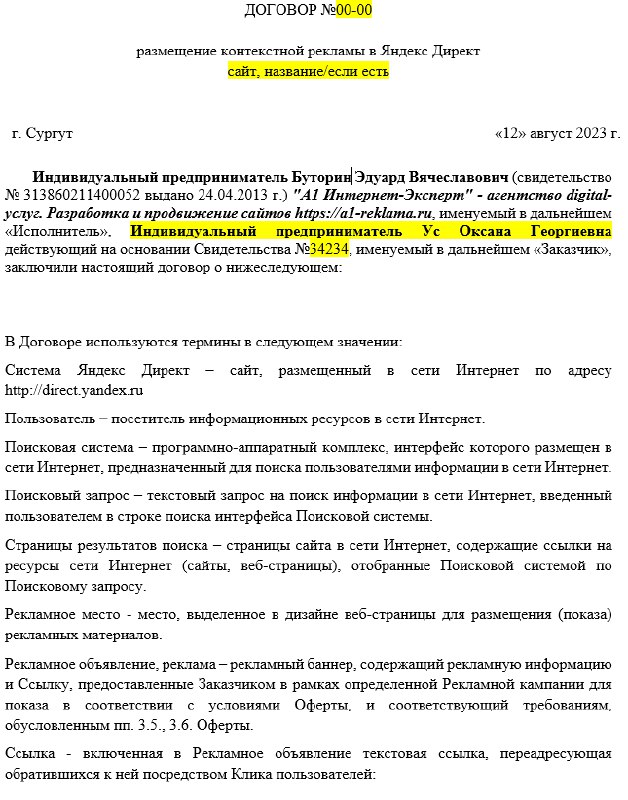 ДОГОВОР №00-00
размещение контекстной рекламы в Яндекс Директ
сайт, название/если есть
г. Сургут «12» август 2023 г.
Индивидуальный предприниматель Буторин Эдуард Вячеславович (свидетельство
№ 313860211400052 выдано 24.04.2013 г.) "А1 Интернет-Эксперт" - агентство digital-
услуг. Разработка и продвижение сайтов https://a1-reklama.ru, именуемый в дальнейшем
«Исполнитель», Индивидуальный предприниматель Ус Оксана Георгиевна
действующий на основании Свидетельства №34234, именуемый в дальнейшем «Заказчик»,
заключили настоящий договор о нижеследующем:
В Договоре используются термины в следующем значении:
Система Яндекс Директ – сайт, размещенный в сети Интернет по адресу
http://direct.yandex.ru
Пользователь – посетитель информационных ресурсов в сети Интернет.
Поисковая система – программно-аппаратный комплекс, интерфейс которого размещен в
сети Интернет, предназначенный для поиска пользователями информации в сети Интернет.
Поисковый запрос – текстовый запрос на поиск информации в сети Интернет, введенный
пользователем в строке поиска интерфейса Поисковой системы.
Страницы результатов поиска – страницы сайта в сети Интернет, содержащие ссылки на
ресурсы сети Интернет (сайты, веб-страницы), отобранные Поисковой системой по
Поисковому запросу.
Рекламное место - место, выделенное в дизайне веб-страницы для размещения (показа)
рекламных материалов.
Рекламное объявление, реклама – рекламный баннер, содержащий рекламную информацию
и Ссылку, предоставленные Заказчиком в рамках определенной Рекламной кампании для
показа в соответствии с условиями Оферты, и соответствующий требованиям,
обусловленным пп. 3.5., 3.6. Оферты.
Ссылка - включенная в Рекламное объявление текстовая ссылка, переадресующая
обратившихся к ней посредством Клика пользователей: